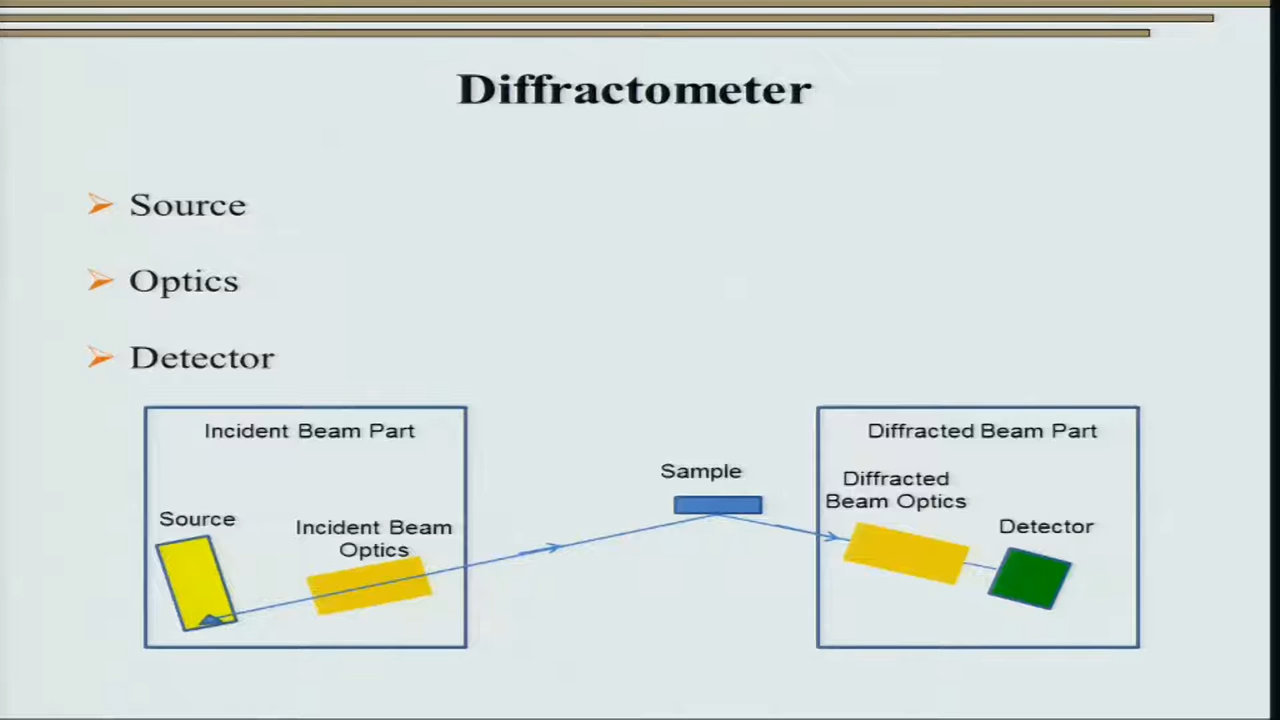 Diffractometer
Source
Optics
Detector
Incident Beam Part
Source
Incident Beam
Optics
Sample
Diffracted Beam Part
Diffracted
Beam Optics
Detector